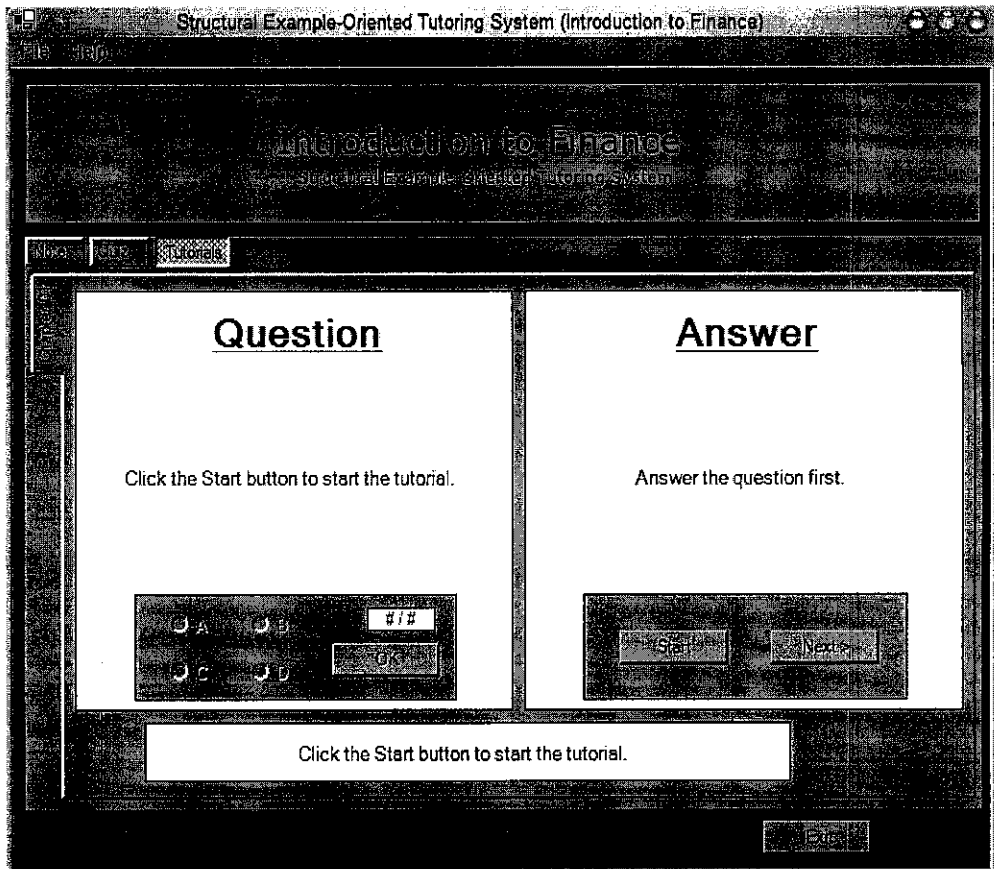 Structural Example-Oriented Tutoring System (Introduction to Finance)
Help
Introduction to Finance
Structural Example-Oriented Tutoring System
Tutorials
Question
Answer
Click the Start button to start the tutorial.
Answer the question first.
A B # / #
C D OK
Start Next >
Click the Start button to start the tutorial.
Exit